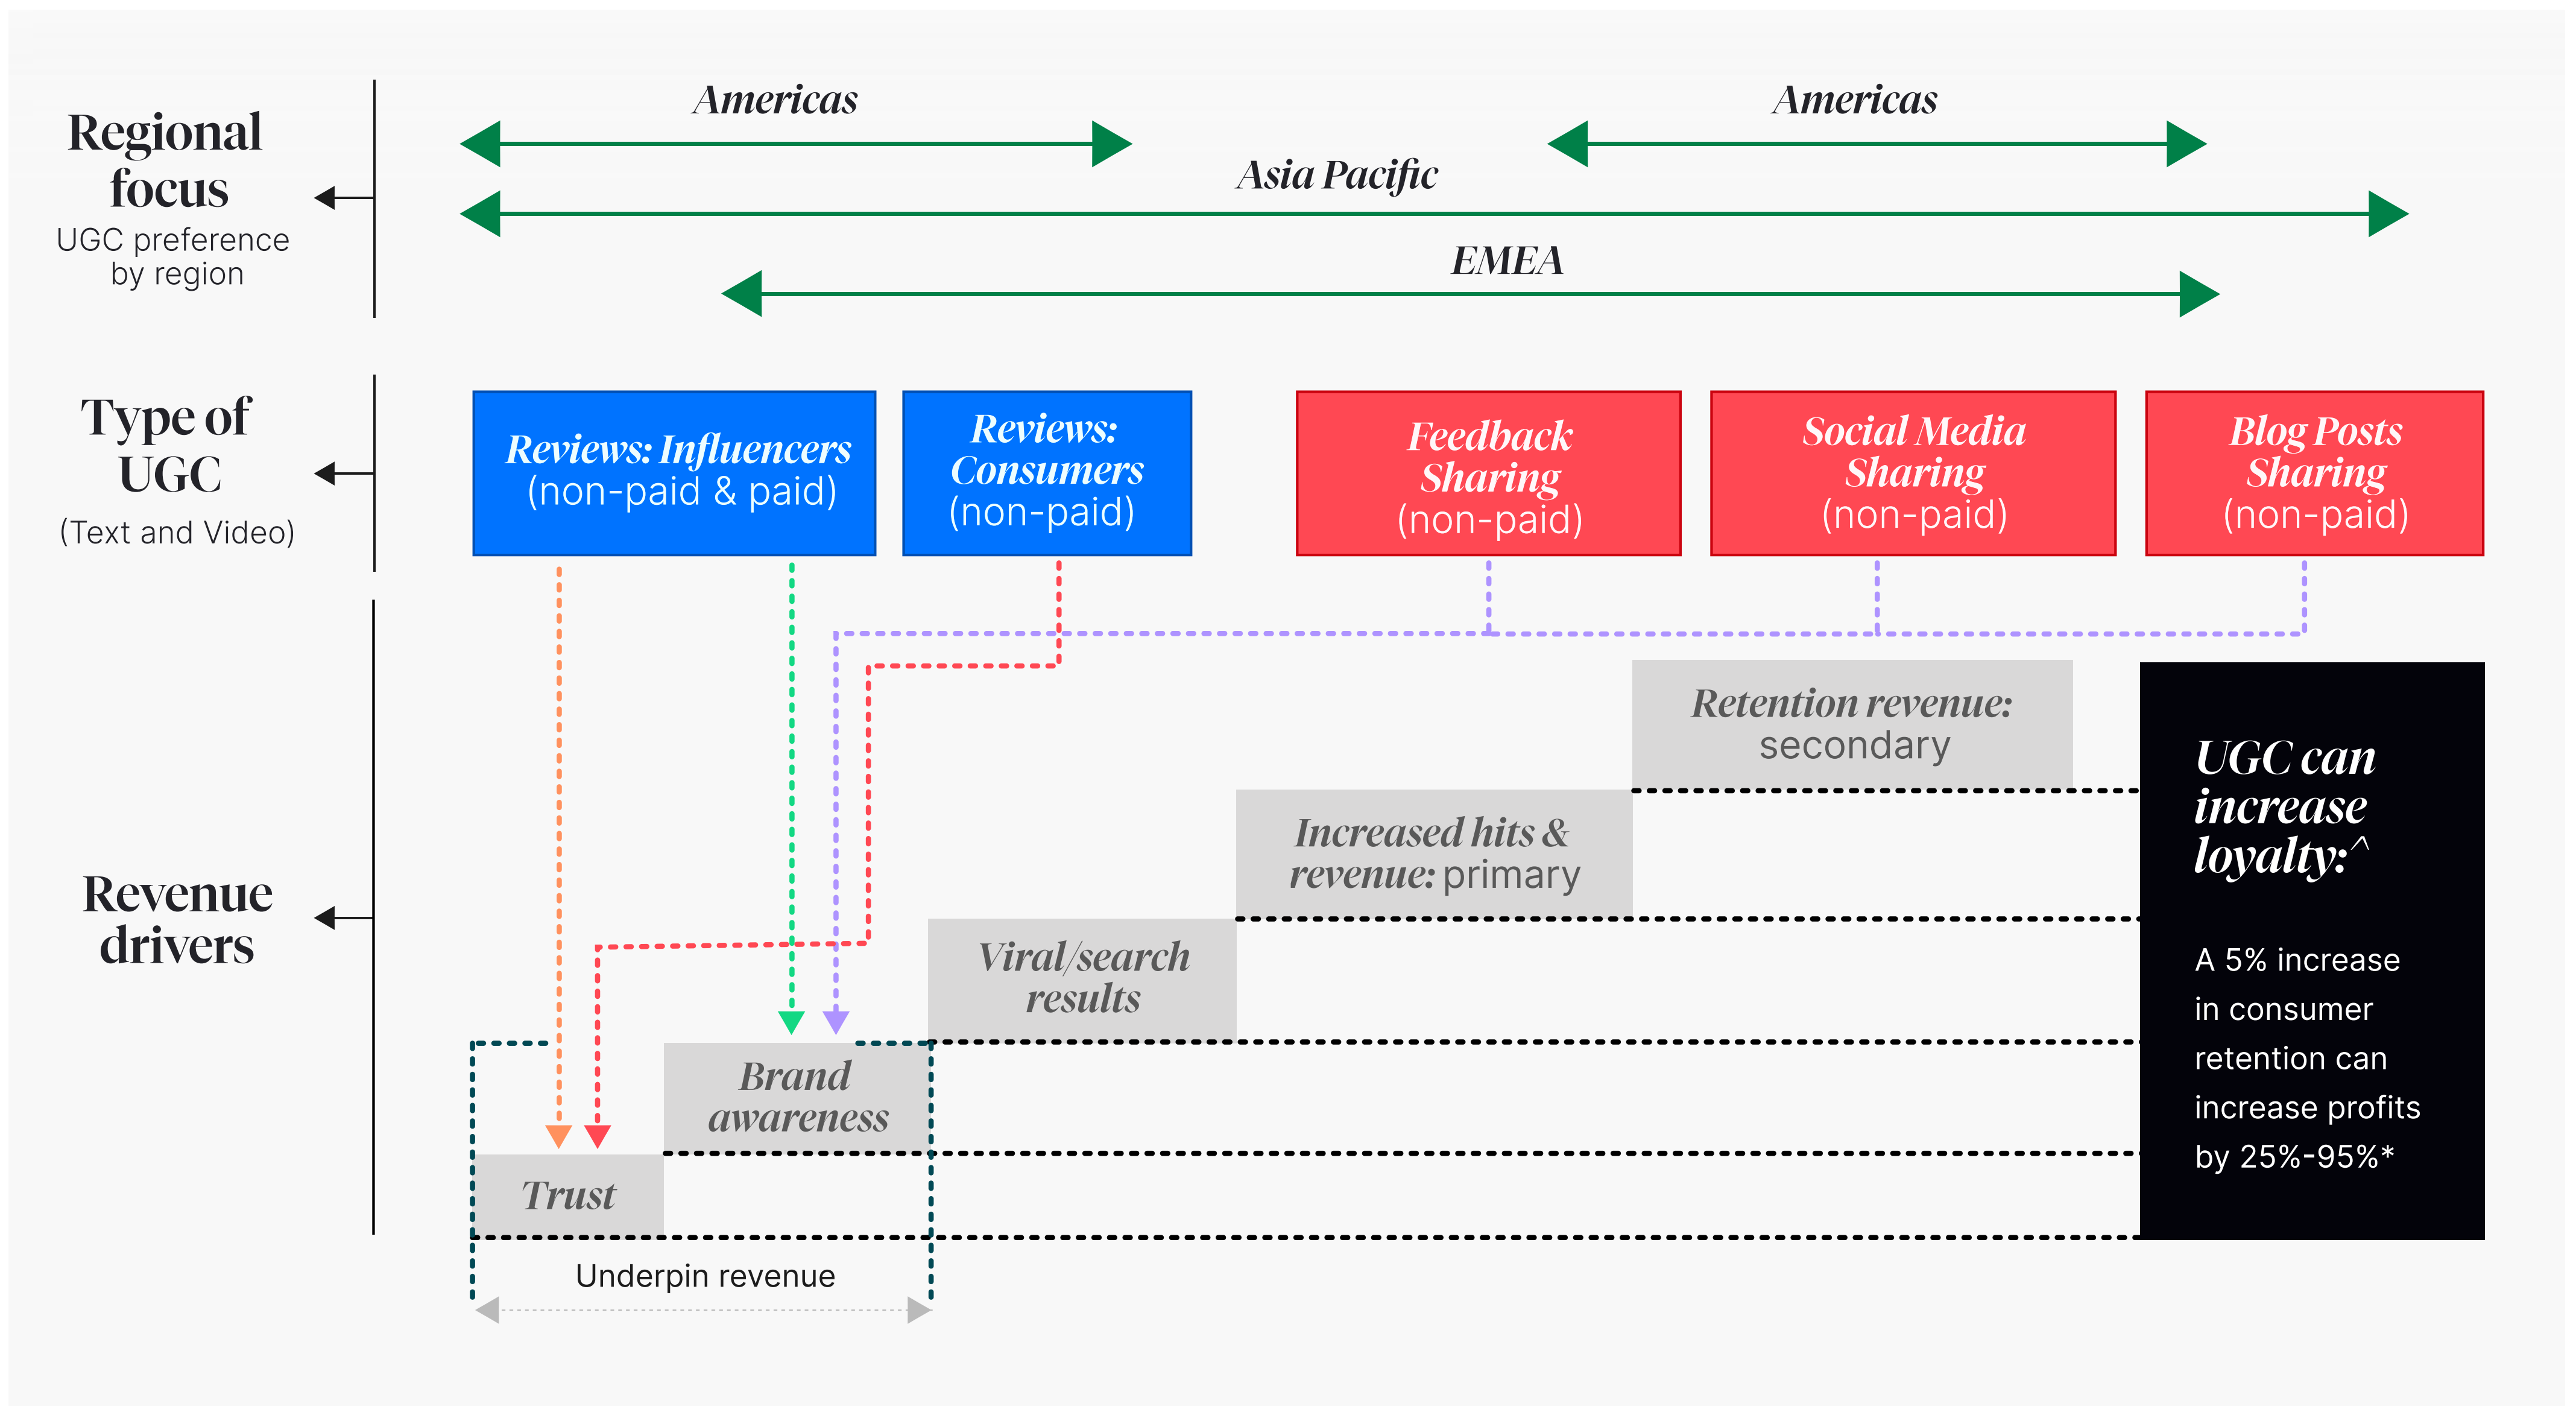 Regional
focus
UGC preference
by region
Americas
Americas
Asia Pacific
EMEA
Type of
UGC
(Text and Video)
Reviews: Influencers
(non-paid & paid)
Reviews:
Consumers
(non-paid)
Feedback
Sharing
(non-paid)
Social Media
Sharing
(non-paid)
Blog Posts
Sharing
(non-paid)
Revenue
drivers
Retention revenue:
secondary
Increased hits &
revenue: primary
Viral/search
results
Brand
awareness
Trust
Underpin revenue
UGC can
increase
loyalty:^
A 5% increase
in consumer
retention can
increase profits
by 25%-95%*